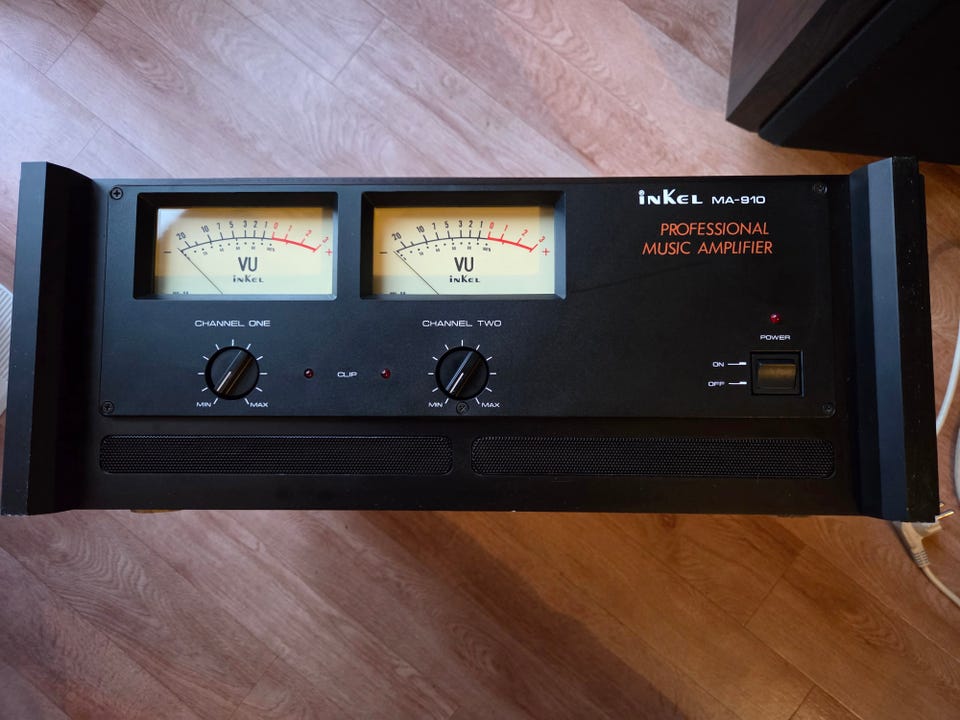 20 10 7 5 3 2 1 0 1 2 3
- +
VU
inKEL
20 10 7 5 3 2 1 0 1 2 3
- +
VU
inKEL
inKEL MA-910
PROFESSIONAL
MUSIC AMPLIFIER
CHANNEL ONE
MIN MAX
CLIP
CHANNEL TWO
MIN MAX
POWER
ON
OFF